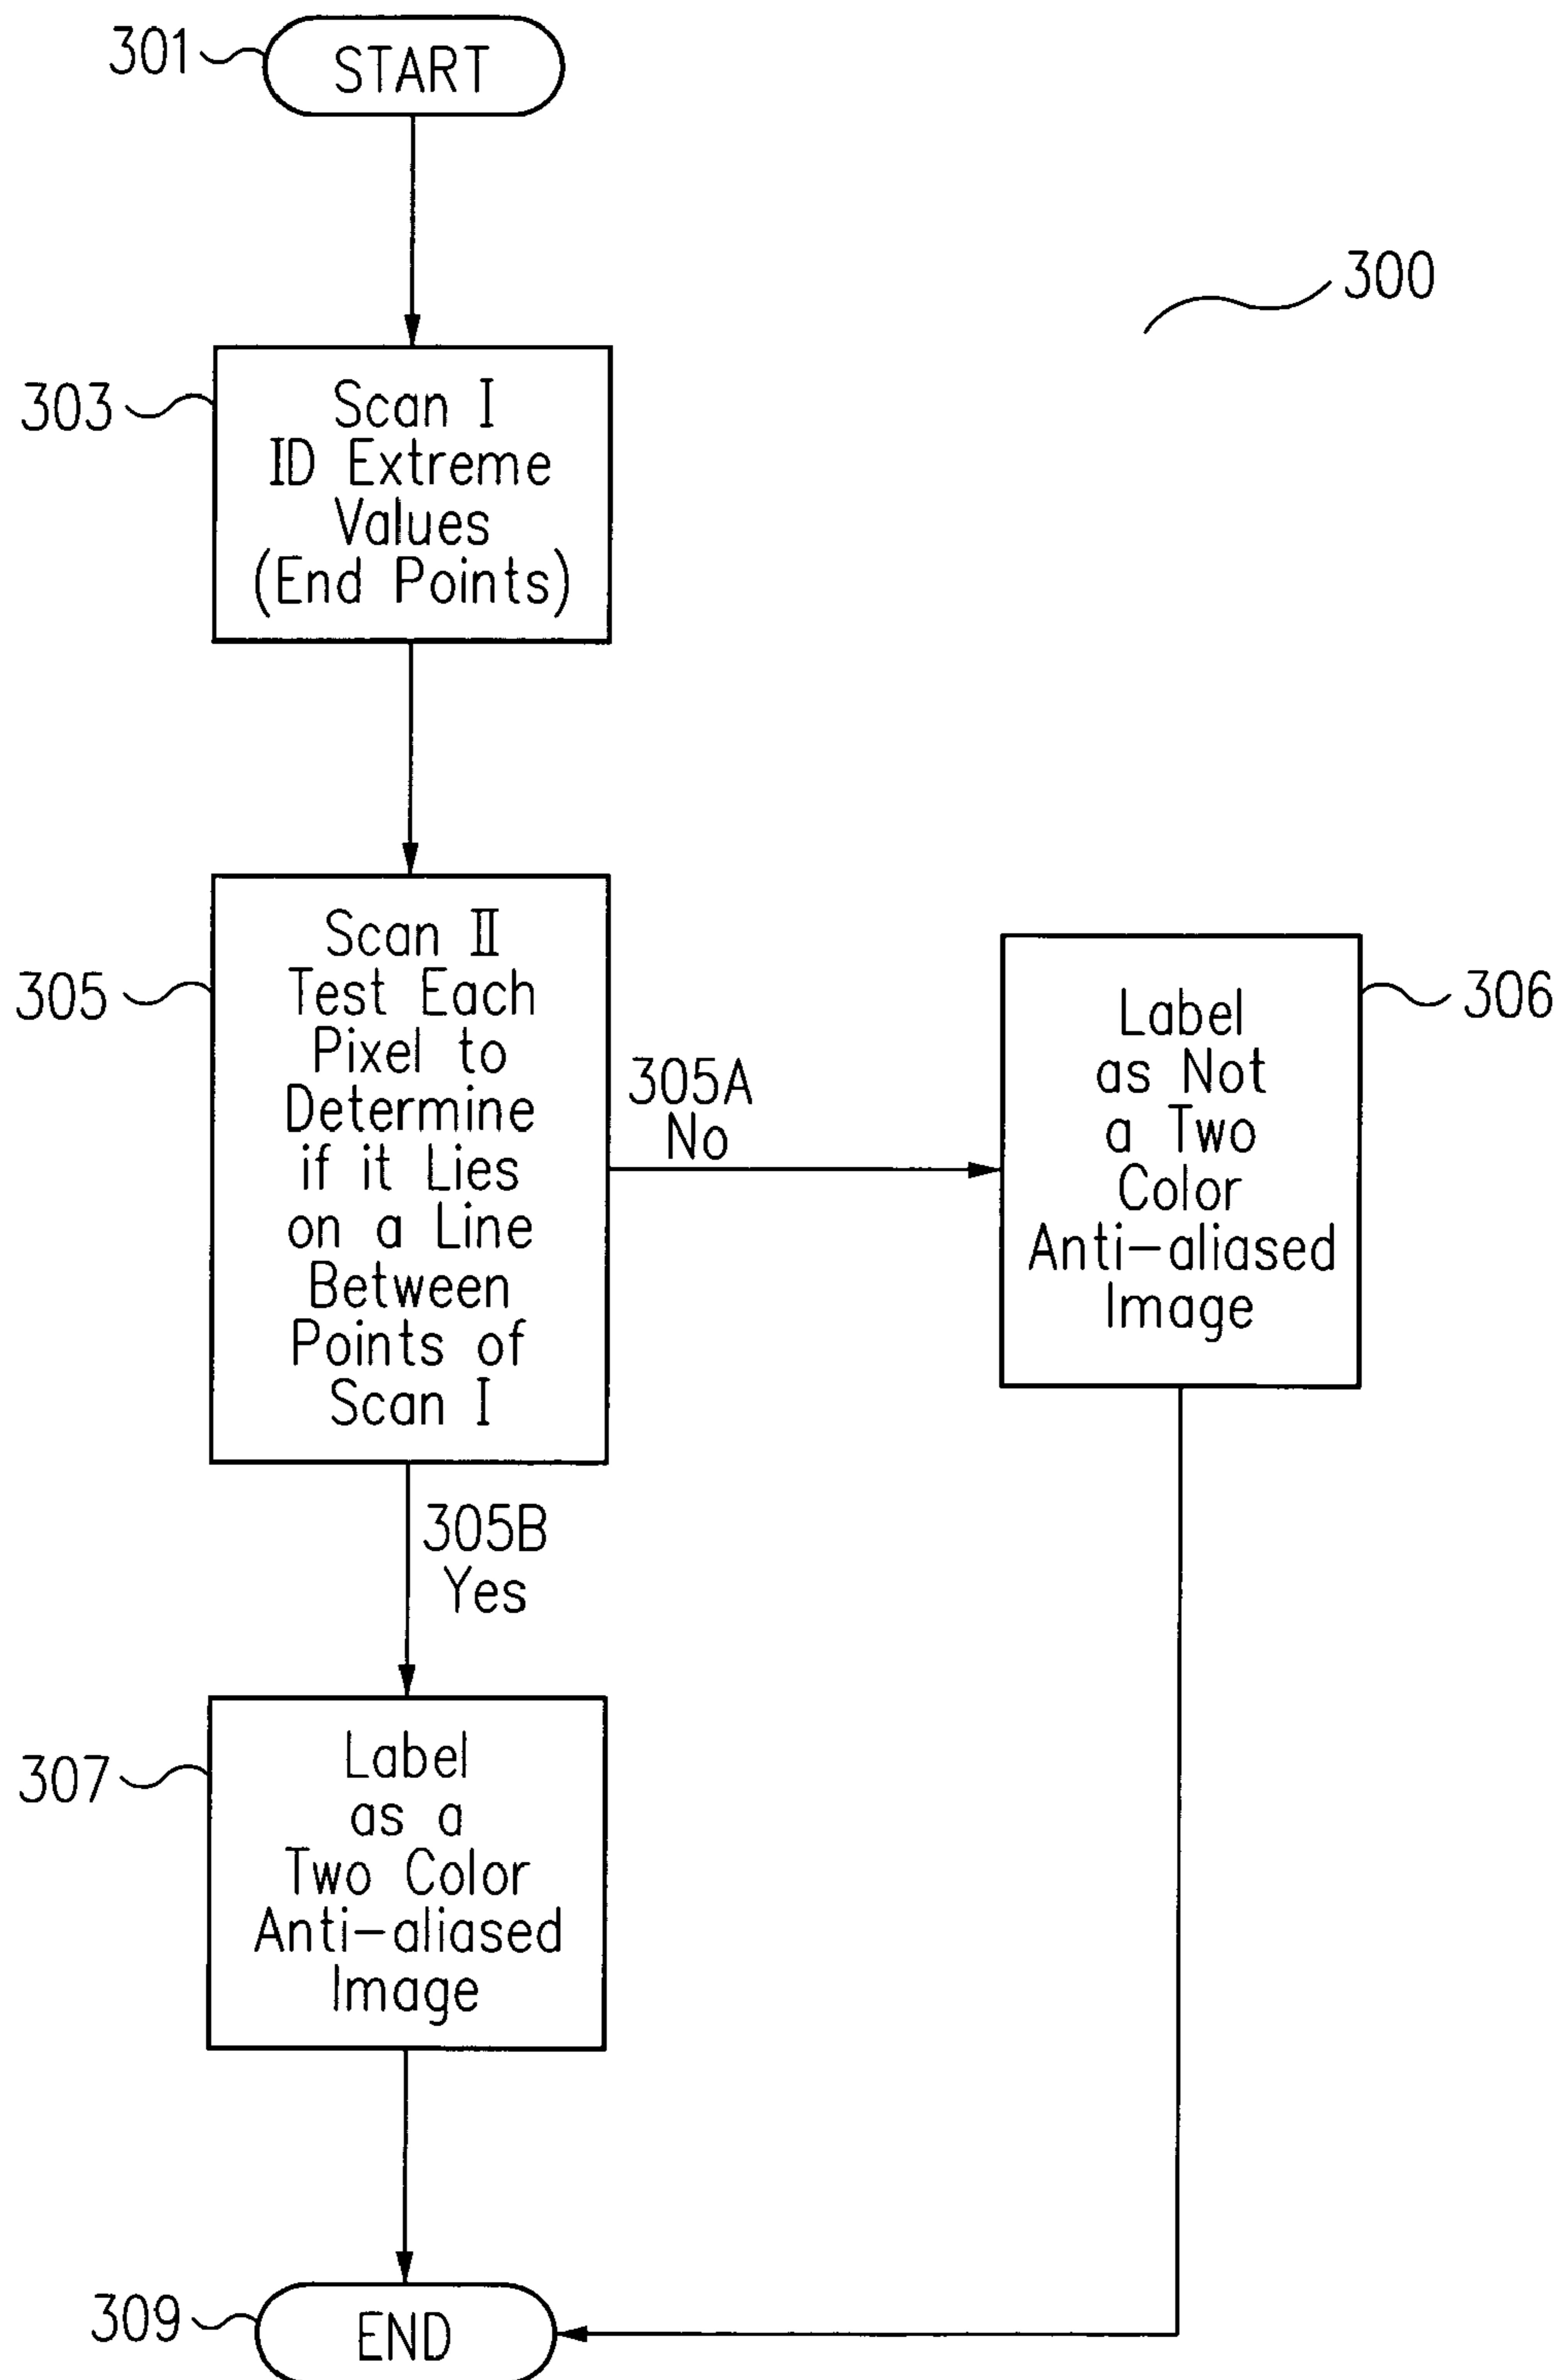 301
START
300
303
Scan I
ID Extreme
Values
(End Points)
305
Scan II
Test Each
Pixel to
Determine
if it Lies
on a Line
Between
Points of
Scan I
305A
No
306
Label
as Not
a Two
Color
Anti-aliased
Image
305B
Yes
307
Label
as a
Two Color
Anti-aliased
Image
309
END